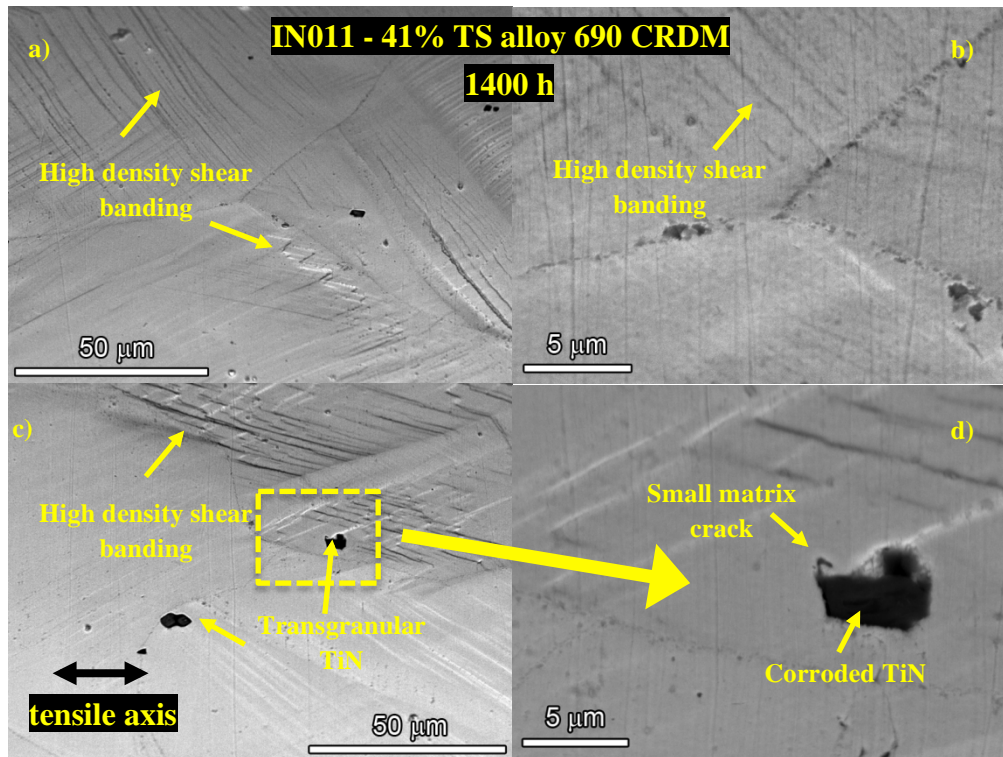 IN011 - 41% TS alloy 690 CRDM
1400 h
a)
High density shear
banding
50 μm
b)
High density shear
banding
5 μm
c)
High density shear
banding
Transgranular
TiN
tensile axis
50 μm
d)
Small matrix
crack
Corroded TiN
5 μm